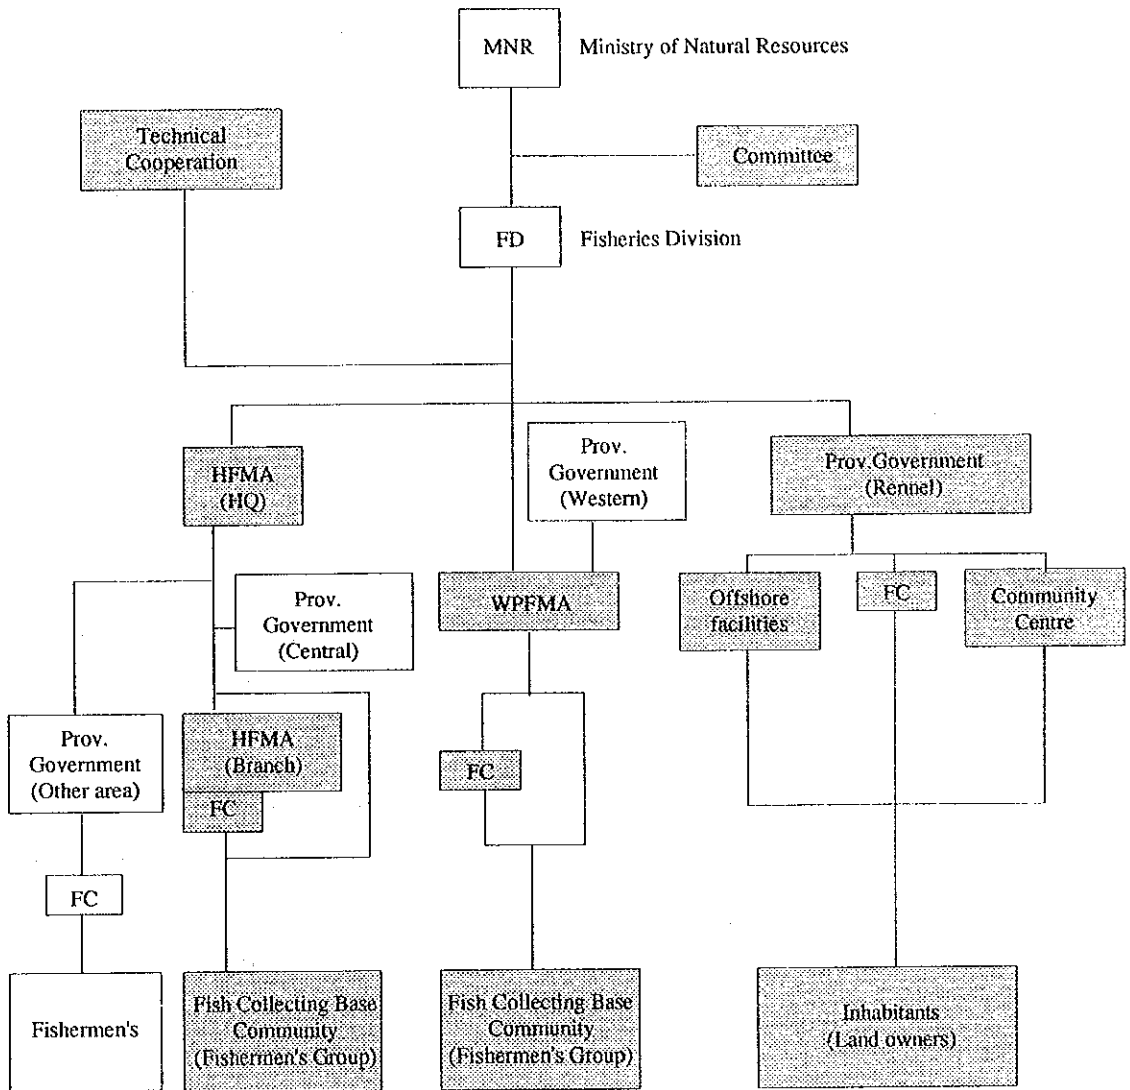 MNR
Ministry of Natural Resources
Technical
Cooperation
Committee
FD
Fisheries Division
HFMA
(HQ)
Prov.
Government
(Western)
Prov.Government
(Rennel)
Prov.
Government
(Central)
WPFMA
Offshore
facilities
FC
Community
Centre
Prov.
Government
(Other area)
HFMA
(Branch)
FC
FC
FC
Fishermen's
Fish Collecting Base
Community
(Fishermen's Group)
Fish Collecting Base
Community
(Fishermen's Group)
Inhabitants
(Land owners)